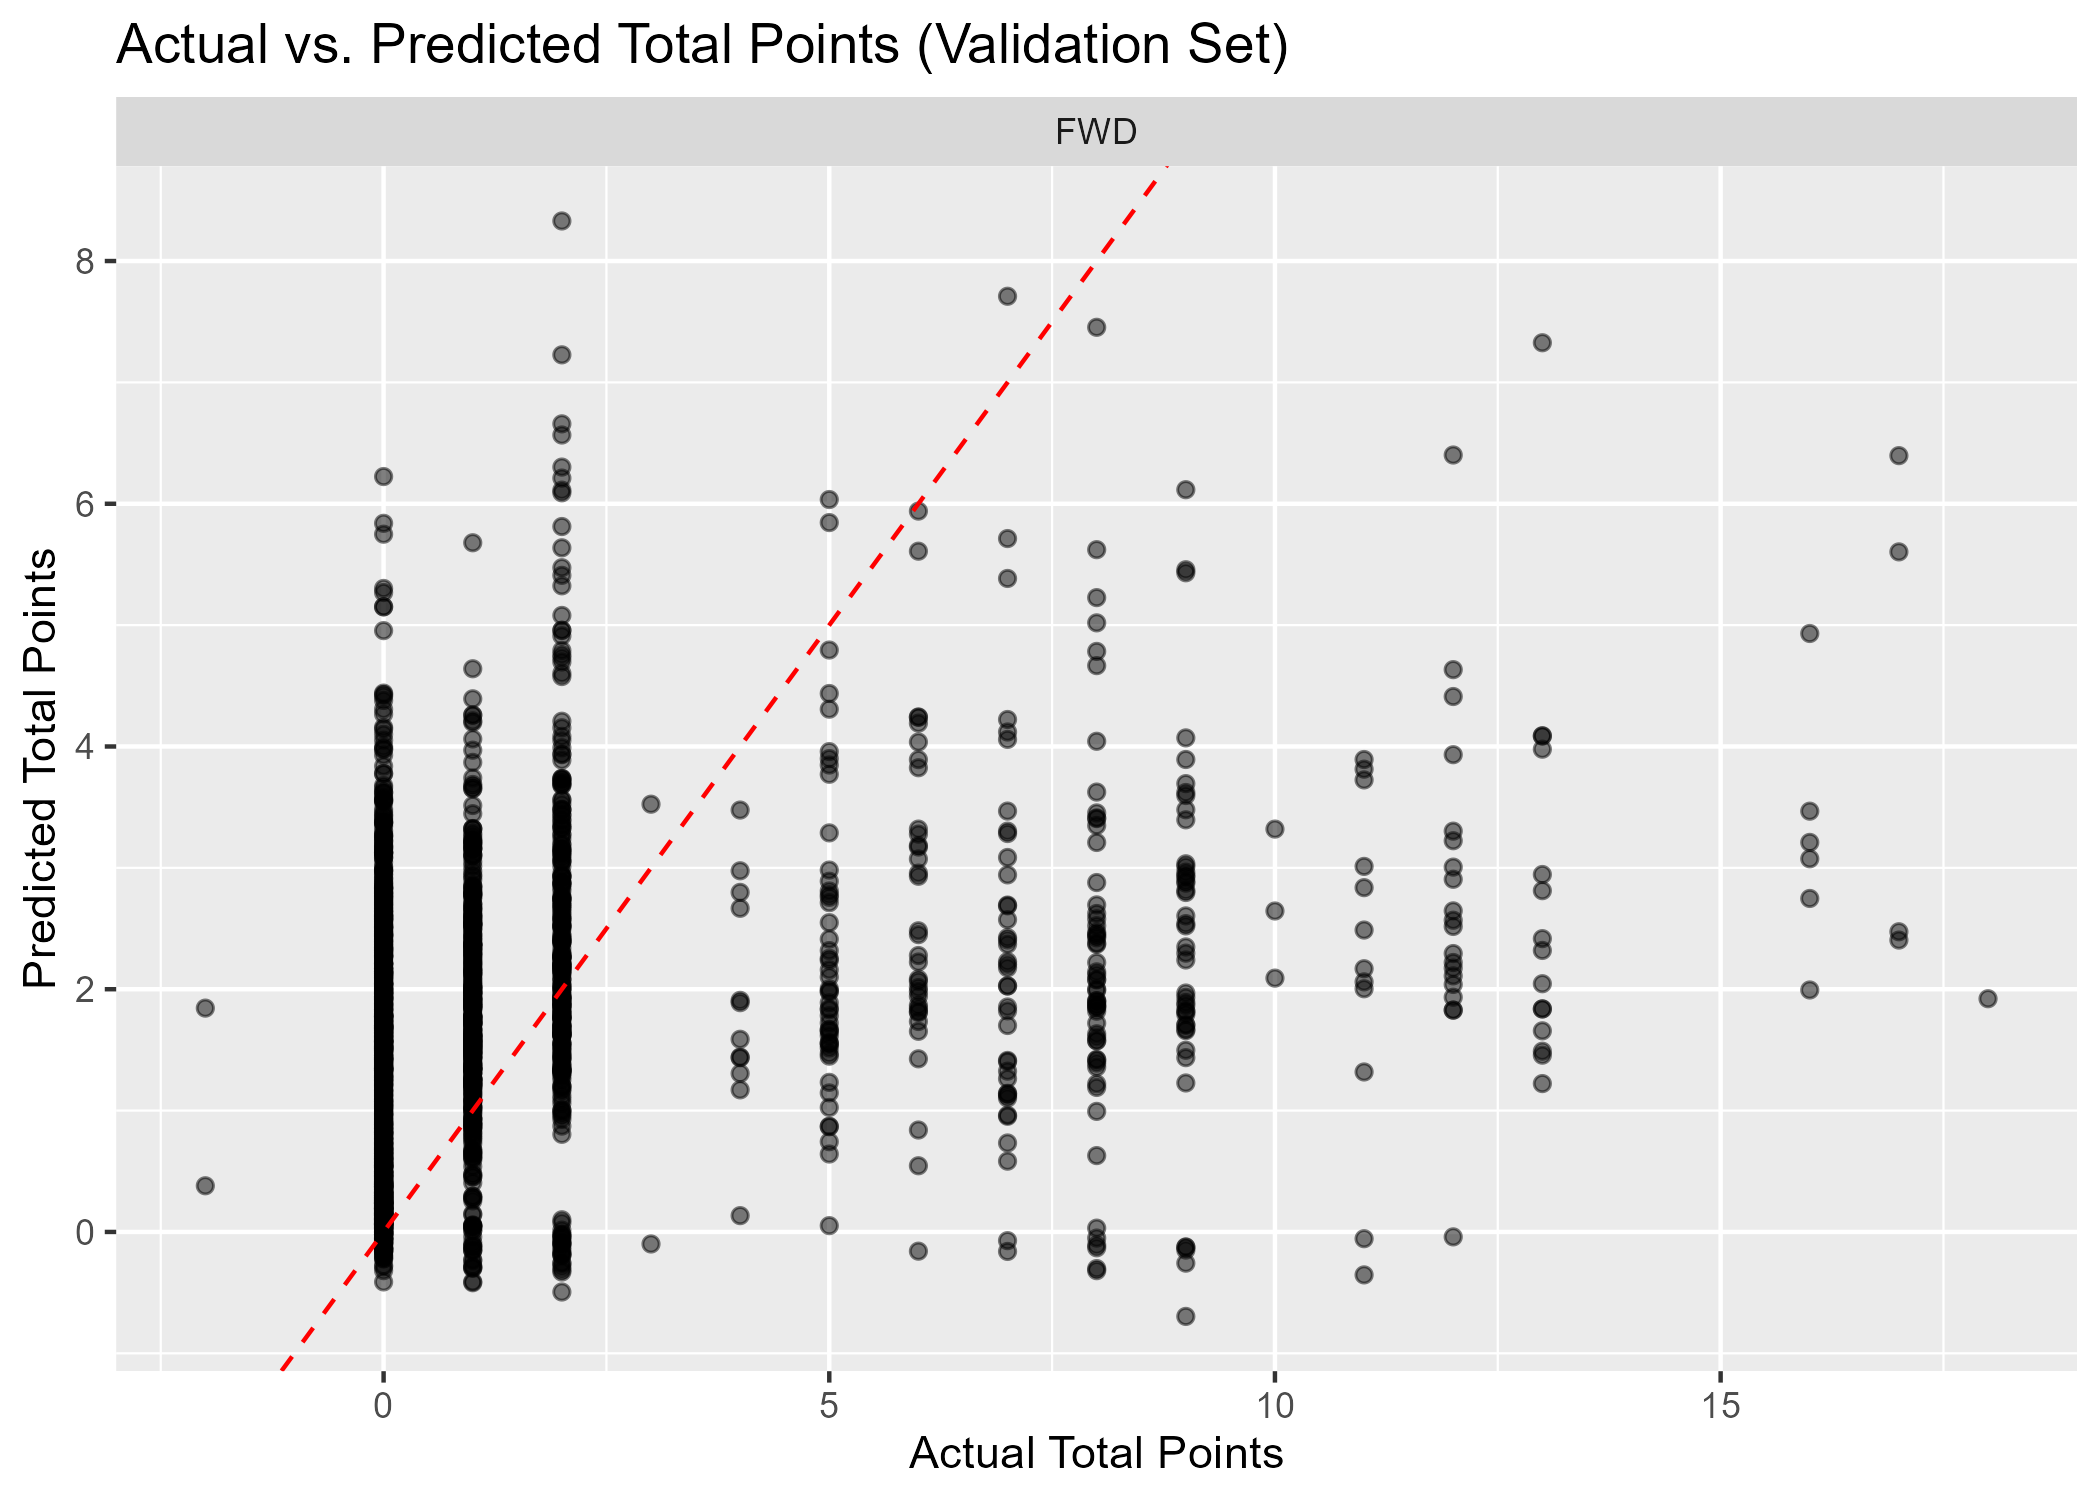 Actual vs. Predicted Total Points (Validation Set)
FWD
8
6
4
2
0
Predicted Total Points
0 5 10 15
Actual Total Points